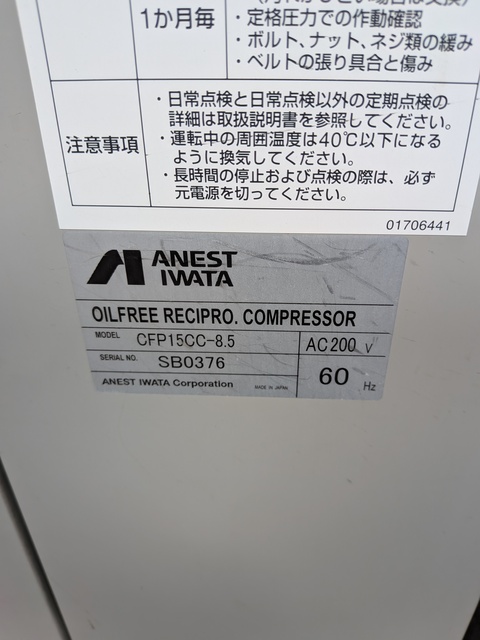 1か月毎
・定格圧力での作動確認
・ボルト、ナット、ネジ類の緩み
・ベルトの張り具合と傷み
注意事項
・日常点検と日常点検以外の定期点検の
詳細は取扱説明書を参照してください。
・運転中の周囲温度は40℃以下になる
ように換気してください。
・長時間の停止および点検の際は、必ず
元電源を切ってください。
01706441
ANEST
IWATA
OILFREE RECIPRO. COMPRESSOR
MODEL CFP15CC-8.5 AC200 V
SERIAL NO. SB0376 60 Hz
ANEST IWATA Corporation MADE IN JAPAN